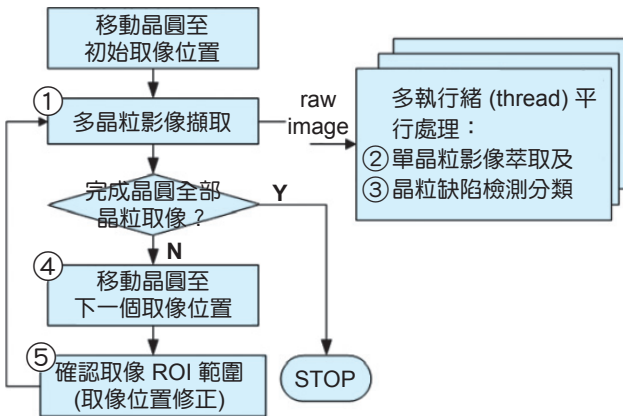 移動晶圓至
初始取像位置
①
多晶粒影像擷取
raw
image
多執行緒 (thread) 平
行處理：
②單晶粒影像萃取及
③晶粒缺陷檢測分類
完成晶圓全部
晶粒取像？
Y
N
④
移動晶圓至
下一個取像位置
⑤
確認取像 ROI 範圍
(取像位置修正)
STOP